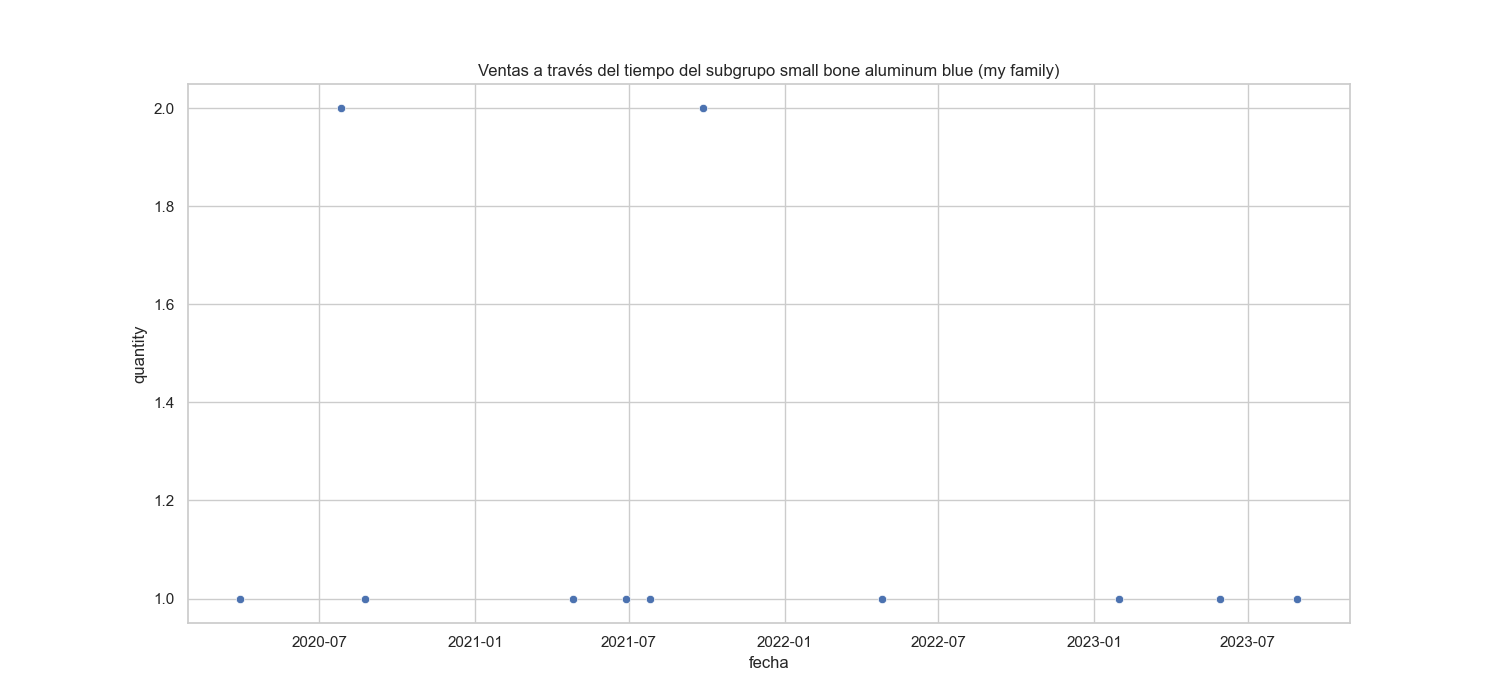 Ventas a través del tiempo del subgrupo small bone aluminum blue (my family)
2.0
1.8
1.6
1.4
1.2
1.0
quantity
2020-07 2021-01 2021-07 2022-01 2022-07 2023-01 2023-07
fecha